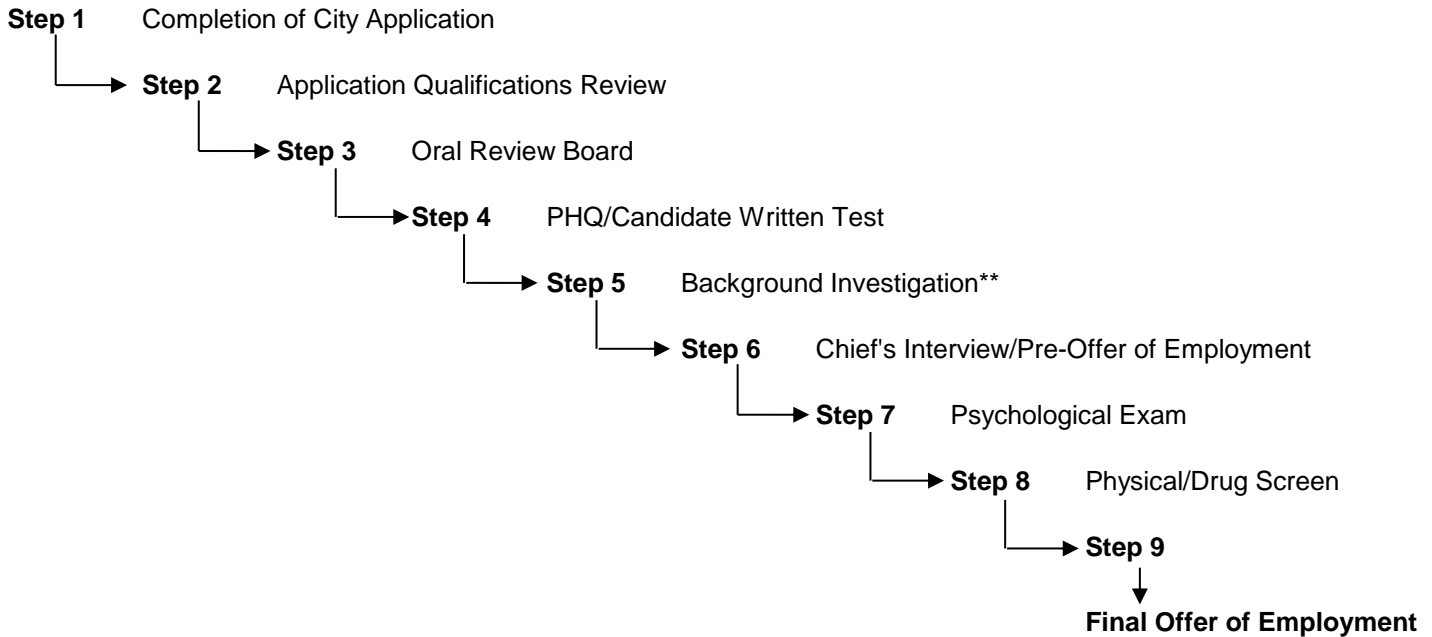 Step 1 Completion of City Application
Step 2 Application Qualifications Review
Step 3 Oral Review Board
Step 4 PHQ/Candidate Written Test
Step 5 Background Investigation**
Step 6 Chief's Interview/Pre-Offer of Employment
Step 7 Psychological Exam
Step 8 Physical/Drug Screen
Step 9
Final Offer of Employment